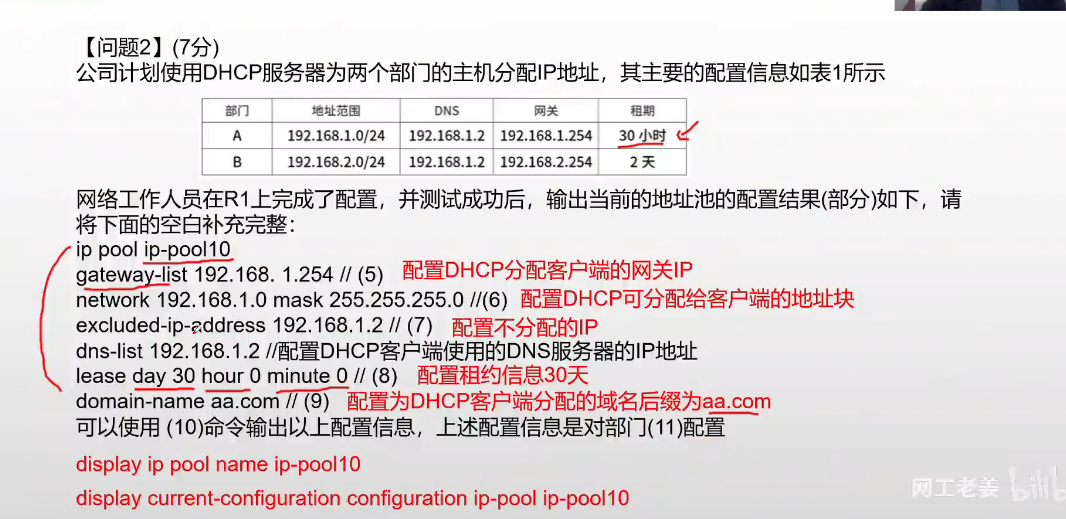 【问题2】(7分)
公司计划使用DHCP服务器为两个部门的主机分配IP地址，其主要的配置信息如表1所示
部门 地址范围 DNS 网关 租期
A 192.168.1.0/24 192.168.1.2 192.168.1.254 30 小时
B 192.168.2.0/24 192.168.1.2 192.168.2.254 2 天
网络工作人员在R1上完成了配置，并测试成功后，输出当前的地址池的配置结果(部分)如下，请
将下面的空白补充完整：
ip pool ip-pool10
gateway-list 192.168. 1.254 // (5) 配置DHCP分配客户端的网关IP
network 192.168.1.0 mask 255.255.255.0 //(6) 配置DHCP可分配给客户端的地址块
excluded-ip-address 192.168.1.2 // (7) 配置不分配的IP
dns-list 192.168.1.2 //配置DHCP客户端使用的DNS服务器的IP地址
lease day 30 hour 0 minute 0 // (8) 配置租约信息30天
domain-name aa.com // (9) 配置为DHCP客户端分配的域名后缀为aa.com
可以使用 (10)命令输出以上配置信息，上述配置信息是对部门(11)配置
display ip pool name ip-pool10
display current-configuration configuration ip-pool ip-pool10
网工老姜